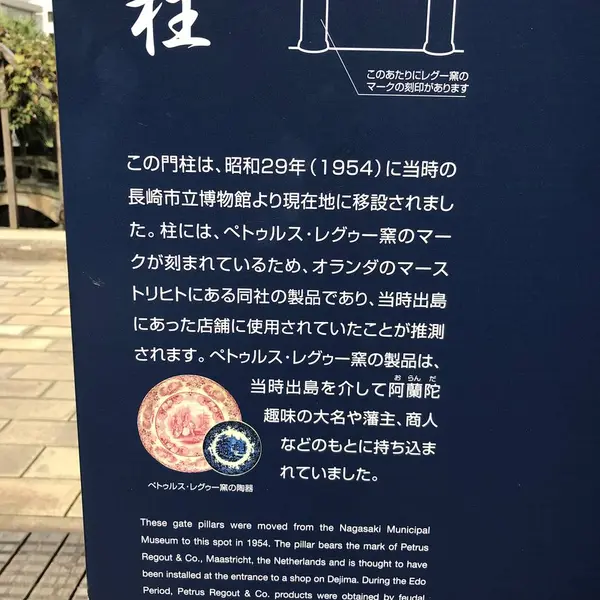 柱
このあたりにレグー窯の
マークの刻印があります
この門柱は、昭和29年(1954)に当時の
長崎市立博物館より現在地に移設されまし
た。柱には、ペトゥルス・レグゥー窯のマー
クが刻まれているため、オランダのマース
トリヒトにある同社の製品であり、当時出島
にあった店舗に使用されていたことが推測
されます。ペトゥルス・レグゥー窯の製品は、
当時出島を介して阿蘭陀
おらんだ
趣味の大名や藩主、商人
などのもとに持ち込ま
れていました。
ペトゥルス・レグゥー窯の陶器
These gate pillars were moved from the Nagasaki Municipal
Museum to this spot in 1954. The pillar bears the mark of Petrus
Regout & Co., Maastricht, the Netherlands and is thought to have
been installed at the entrance to a shop on Dejima. During the Edo
Period, Petrus Regout & Co. products were obtained by feudal